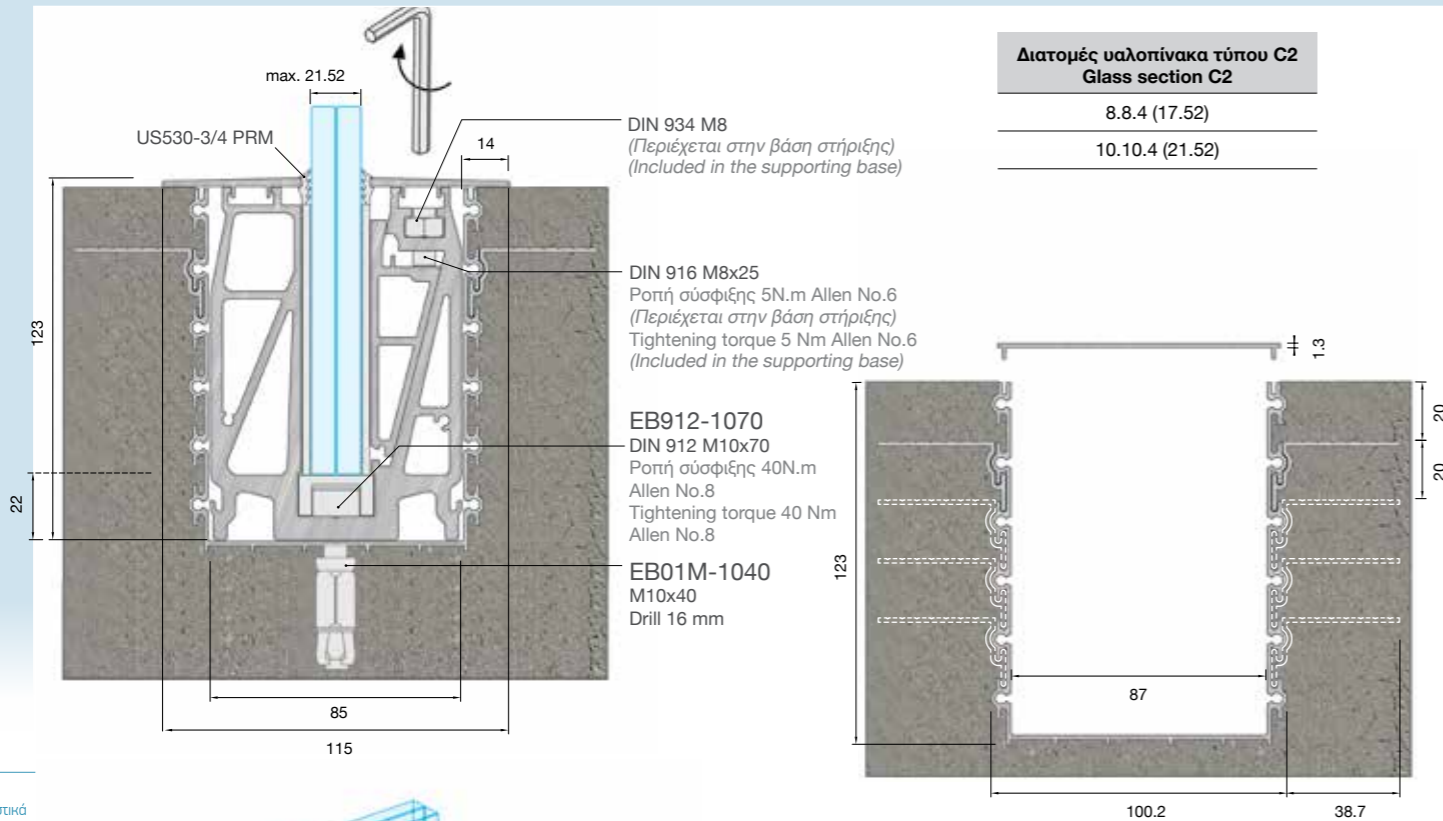 max. 21.52
US530-3/4 PRM
14
123
22
85
115
DIN 934 M8
(Περιέχεται στην βάση στήριξης)
(Included in the supporting base)
DIN 916 M8x25
Ροπή σύσφιξης 5N.m Allen No.6
(Περιέχεται στην βάση στήριξης)
Tightening torque 5 Nm Allen No.6
(Included in the supporting base)
EB912-1070
DIN 912 M10x70
Ροπή σύσφιξης 40N.m
Allen No.8
Tightening torque 40 Nm
Allen No.8
EB01M-1040
M10x40
Drill 16 mm
Διατομές υαλοπίνακα τύπου C2
Glass section C2
8.8.4 (17.52)
10.10.4 (21.52)
1.3
20
20
123
87
100.2
38.7